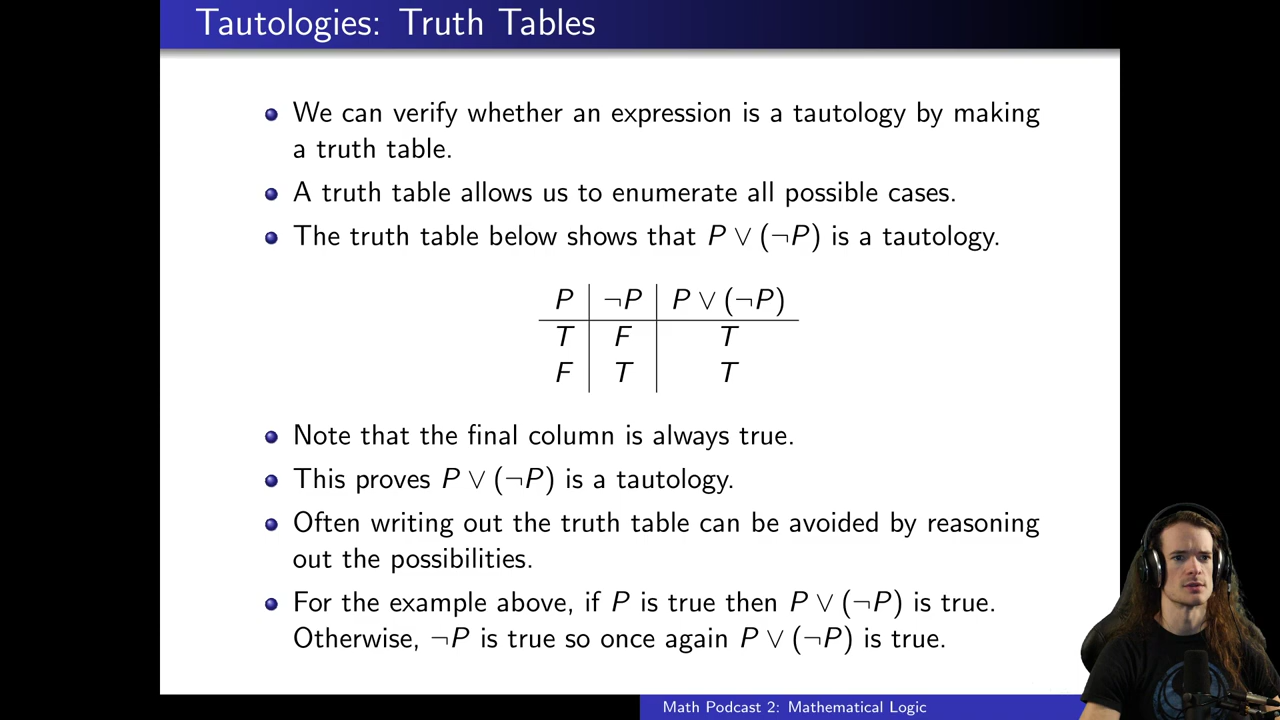 Tautologies: Truth Tables
We can verify whether an expression is a tautology by making
a truth table.
A truth table allows us to enumerate all possible cases.
The truth table below shows that P ∨ (¬P) is a tautology.
P ¬P P ∨ (¬P)
T F T
F T T
Note that the final column is always true.
This proves P ∨ (¬P) is a tautology.
Often writing out the truth table can be avoided by reasoning
out the possibilities.
For the example above, if P is true then P ∨ (¬P) is true.
Otherwise, ¬P is true so once again P ∨ (¬P) is true.
Math Podcast 2: Mathematical Logic